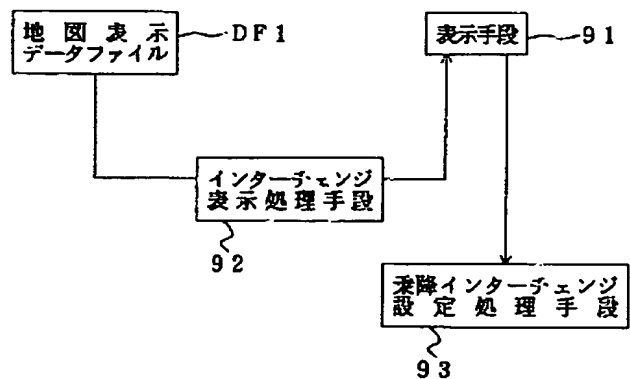 地図表示
データファイル
DF1
表示手段
91
インターチェンジ
表示処理手段
92
乗降インターチェンジ
設定処理手段
93